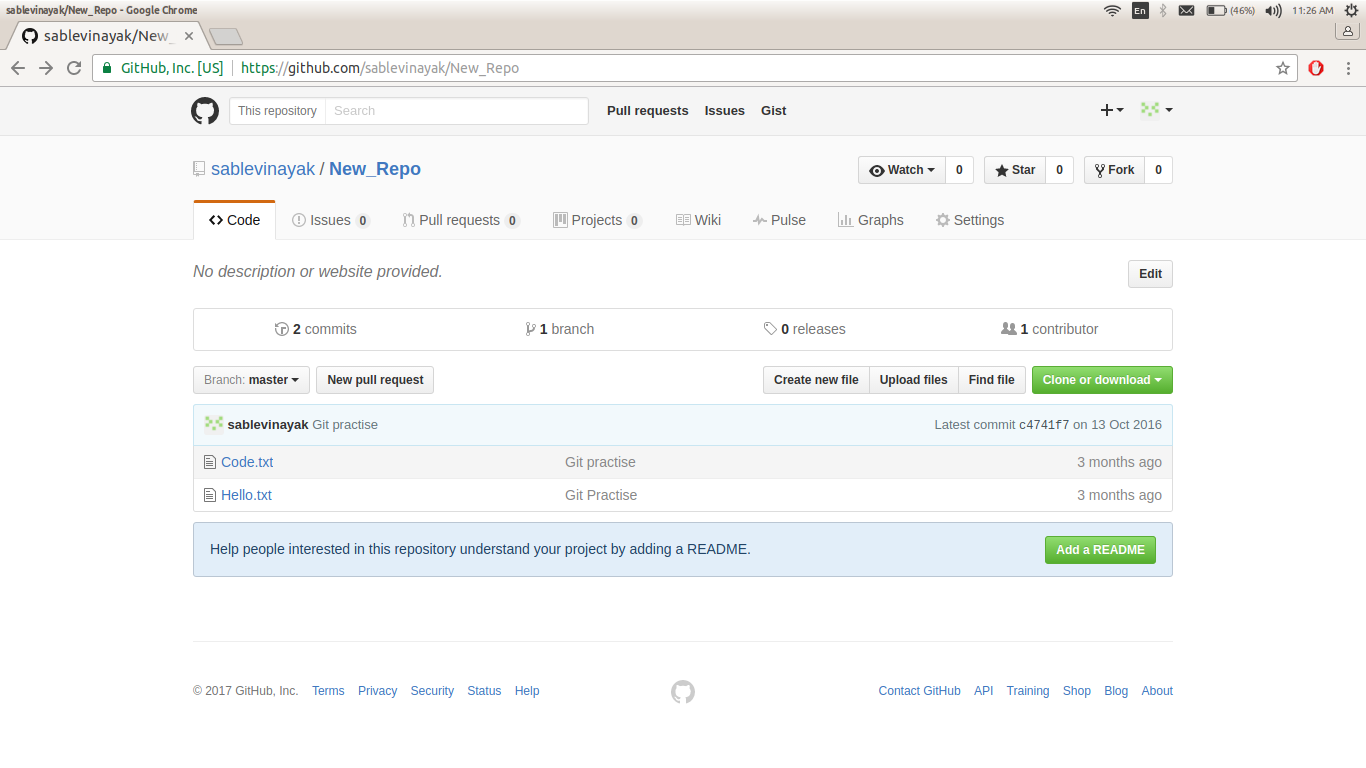 sablevinayak/New_Repo - Google Chrome En (46%) 11:26 AM
sablevinayak/New_
GitHub, Inc. [US] https://github.com/sablevinayak/New_Repo
This repository Search Pull requests Issues Gist
sablevinayak / New_Repo Watch 0 Star 0 Fork 0
Code Issues 0 Pull requests 0 Projects 0 Wiki Pulse Graphs Settings
No description or website provided. Edit
2 commits 1 branch 0 releases 1 contributor
Branch: master New pull request Create new file Upload files Find file Clone or download
sablevinayak Git practise Latest commit c4741f7 on 13 Oct 2016
Code.txt Git practise 3 months ago
Hello.txt Git Practise 3 months ago
Help people interested in this repository understand your project by adding a README. Add a README
© 2017 GitHub, Inc. Terms Privacy Security Status Help Contact GitHub API Training Shop Blog About